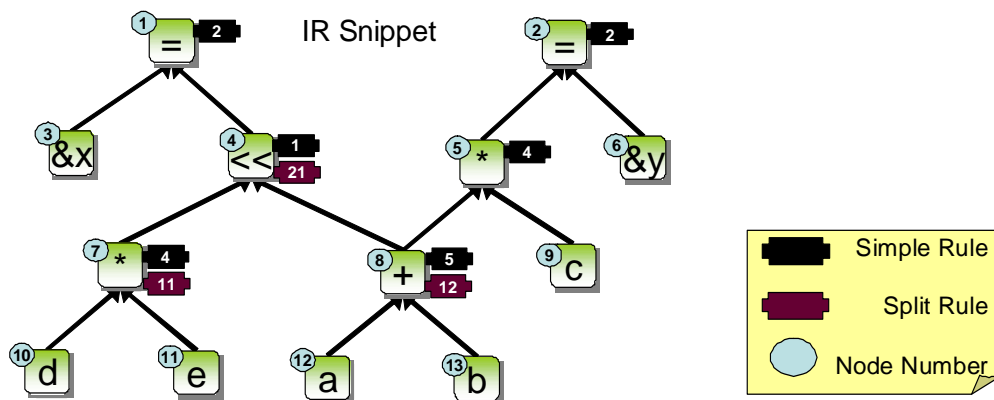 IR Snippet
1
=
2
2
=
2
3
&x
4
<<
1
21
5
*
4
6
&y
7
*
4
11
8
+
5
12
9
c
10
d
11
e
12
a
13
b
Simple Rule
Split Rule
Node Number